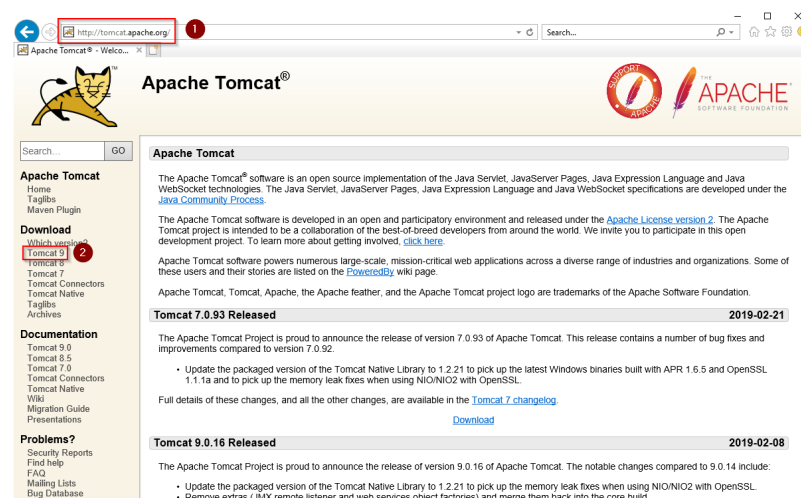 http://tomcat.apache.org/
1
Search...
Apache Tomcat® - Welco...
TM
Apache Tomcat®
SUPPORT
APACHE
THE
APACHE®
SOFTWARE FOUNDATION
Search...
GO
Apache Tomcat
Home
Taglibs
Maven Plugin
Download
Which version?
Tomcat 9
2
Tomcat 8
Tomcat 7
Tomcat Connectors
Tomcat Native
Taglibs
Archives
Documentation
Tomcat 9.0
Tomcat 8.5
Tomcat 7.0
Tomcat Connectors
Tomcat Native
Wiki
Migration Guide
Presentations
Problems?
Security Reports
Find help
FAQ
Mailing Lists
Bug Database
Apache Tomcat
The Apache Tomcat® software is an open source implementation of the Java Servlet, JavaServer Pages, Java Expression Language and Java
WebSocket technologies. The Java Servlet, JavaServer Pages, Java Expression Language and Java WebSocket specifications are developed under the
Java Community Process.
The Apache Tomcat software is developed in an open and participatory environment and released under the Apache License version 2. The Apache
Tomcat project is intended to be a collaboration of the best-of-breed developers from around the world. We invite you to participate in this open
development project. To learn more about getting involved, click here.
Apache Tomcat software powers numerous large-scale, mission-critical web applications across a diverse range of industries and organizations. Some of
these users and their stories are listed on the PoweredBy wiki page.
Apache Tomcat, Tomcat, Apache, the Apache feather, and the Apache Tomcat project logo are trademarks of the Apache Software Foundation.
Tomcat 7.0.93 Released 2019-02-21
The Apache Tomcat Project is proud to announce the release of version 7.0.93 of Apache Tomcat. This release contains a number of bug fixes and
improvements compared to version 7.0.92.
• Update the packaged version of the Tomcat Native Library to 1.2.21 to pick up the latest Windows binaries built with APR 1.6.5 and OpenSSL
1.1.1a and to pick up the memory leak fixes when using NIO/NIO2 with OpenSSL.
Full details of these changes, and all the other changes, are available in the Tomcat 7 changelog.
Download
Tomcat 9.0.16 Released 2019-02-08
The Apache Tomcat Project is proud to announce the release of version 9.0.16 of Apache Tomcat. The notable changes compared to 9.0.14 include:
• Update the packaged version of the Tomcat Native Library to 1.2.21 to pick up the memory leak fixes when using NIO/NIO2 with OpenSSL.
• Remove extras (JMX remote listener and web services object factories) and merge them back into the core build.